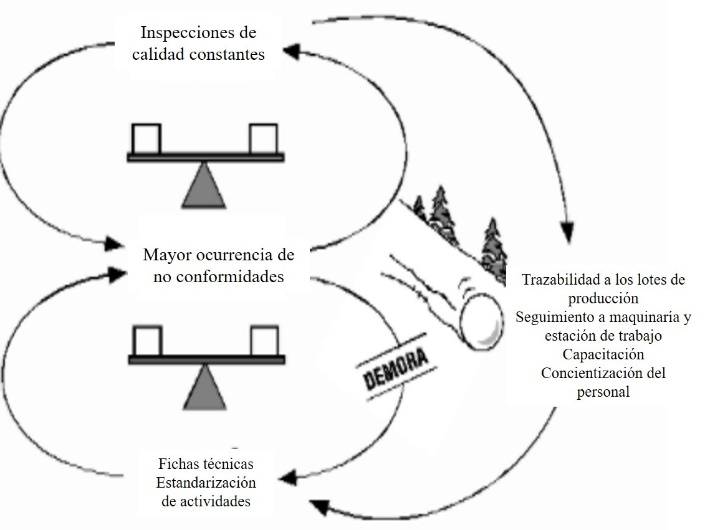 Inspecciones de
calidad constantes
Mayor ocurrencia de
no conformidades
DEMORA
Trazabilidad a los lotes de
producción
Seguimiento a maquinaria y
estación de trabajo
Capacitación
Concientización del
personal
Fichas técnicas
Estandarización
de actividades